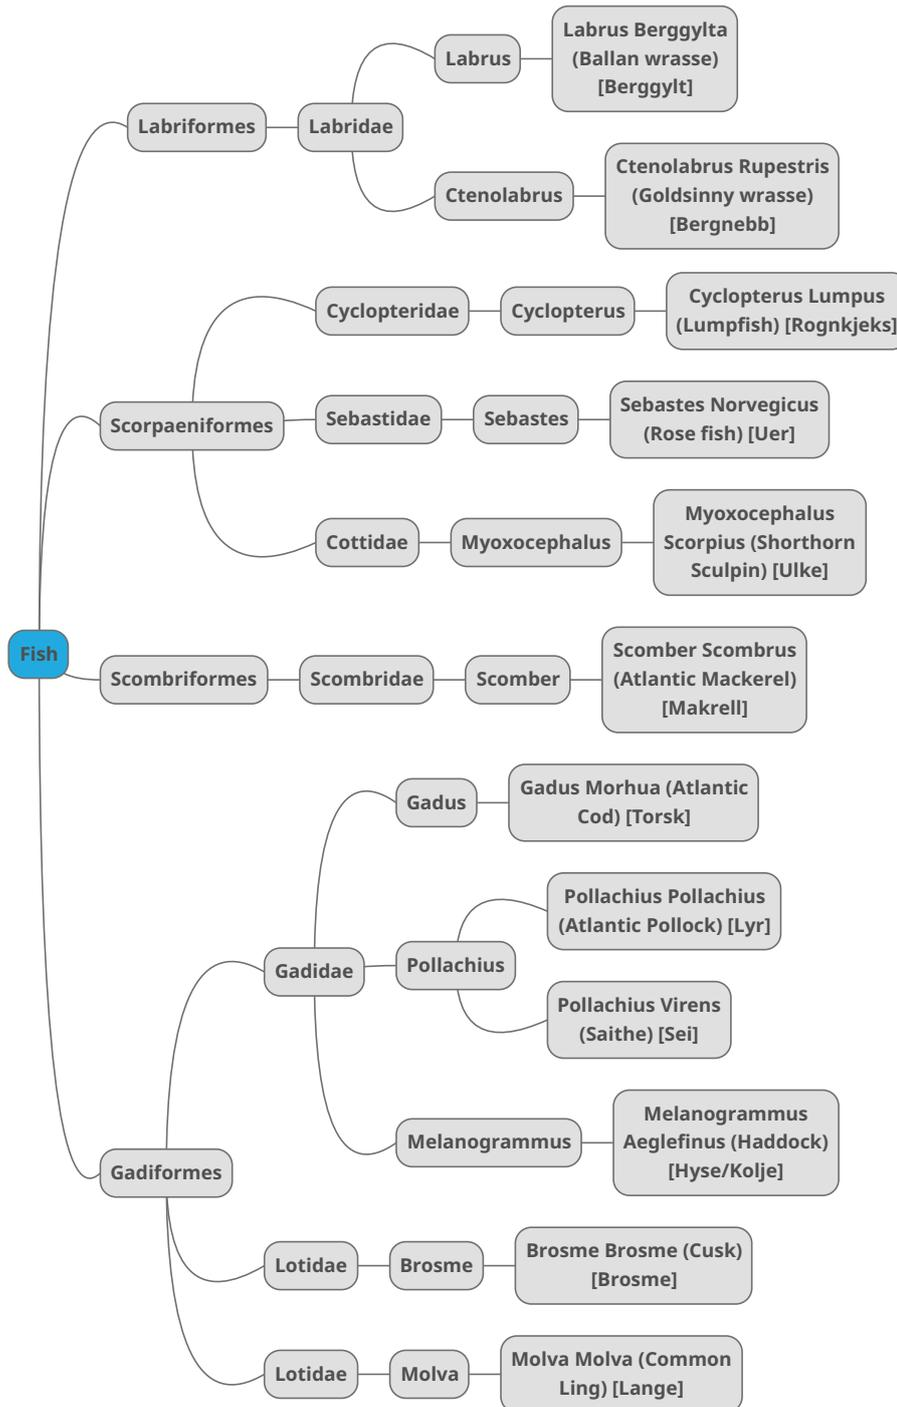 Fish
Labriformes
Labridae
Labrus
Labrus Berggylta
(Ballan wrasse)
[Berggylt]
Ctenolabrus
Ctenolabrus Rupestris
(Goldsinny wrasse)
[Bergnebb]
Scorpaeniformes
Cyclopteridae
Cyclopterus
Cyclopterus Lumpus
(Lumpfish) [Rognkjeks]
Sebastidae
Sebastes
Sebastes Norvegicus
(Rose fish) [Uer]
Cottidae
Myoxocephalus
Myoxocephalus
Scorpius (Shorthorn
Sculpin) [Ulke]
Scombriformes
Scombridae
Scomber
Scomber Scombrus
(Atlantic Mackerel)
[Makrell]
Gadiformes
Gadidae
Gadus
Gadus Morhua (Atlantic
Cod) [Torsk]
Pollachius
Pollachius Pollachius
(Atlantic Pollock) [Lyr]
Pollachius Virens
(Saithe) [Sei]
Melanogrammus
Melanogrammus
Aeglefinus (Haddock)
[Hyse/Kolje]
Lotidae
Brosme
Brosme Brosme (Cusk)
[Brosme]
Lotidae
Molva
Molva Molva (Common
Ling) [Lange]